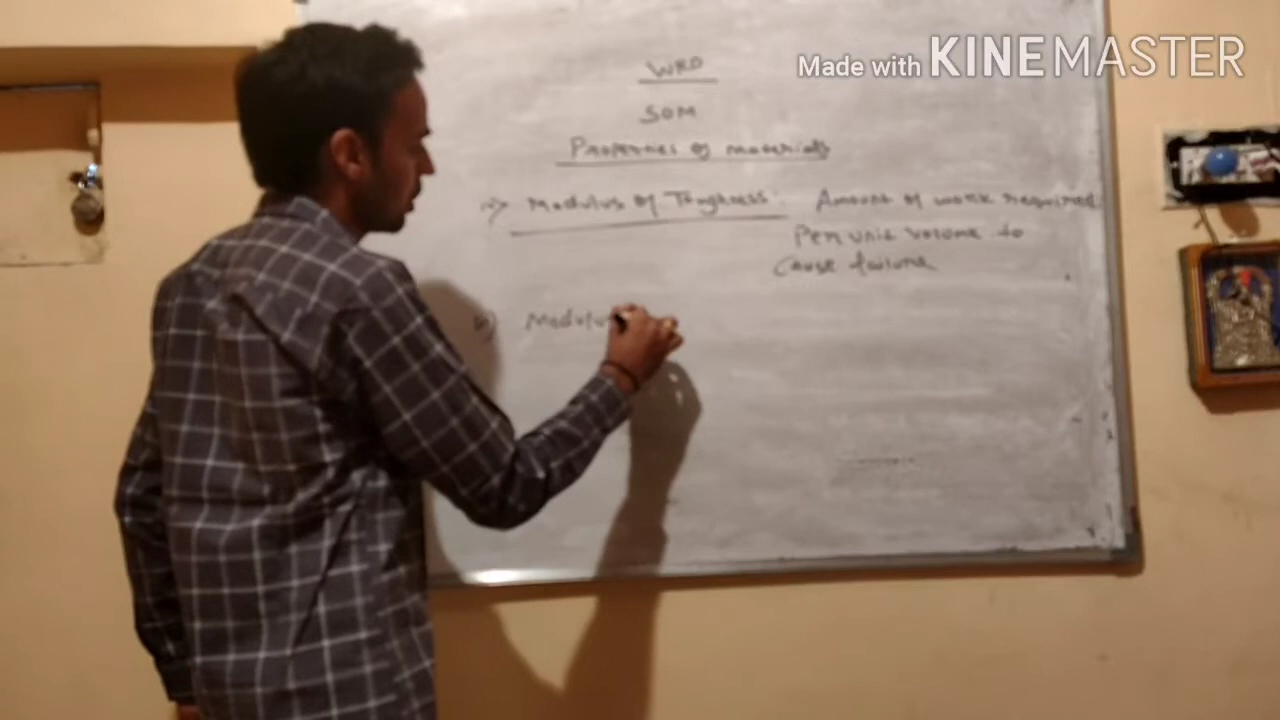 Made with KINEMASTER
WRD
SOM
Properties of materials
Modulus of Toughness: Amount of work required
Per unit volume to
cause failure
Modulus